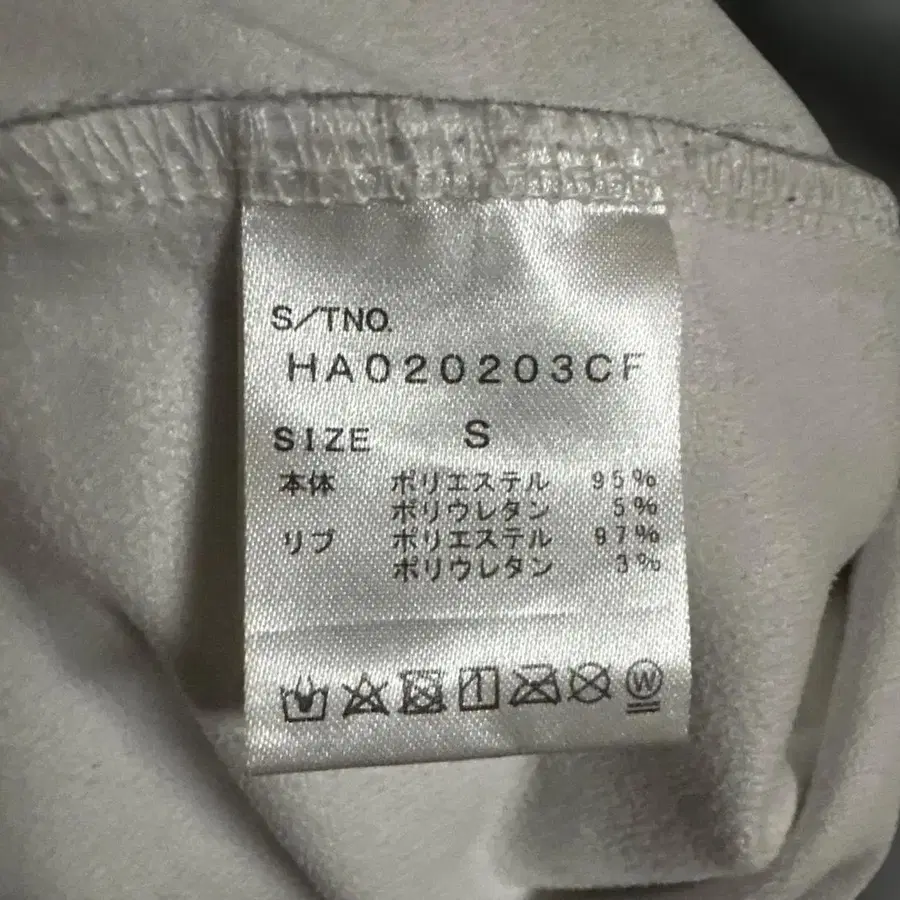 S/TNO.
HA020203CF
SIZE S
本体 ポリエステル 95%
ポリウレタン 5%
リブ ポリエステル 97%
ポリウレタン 3%
W